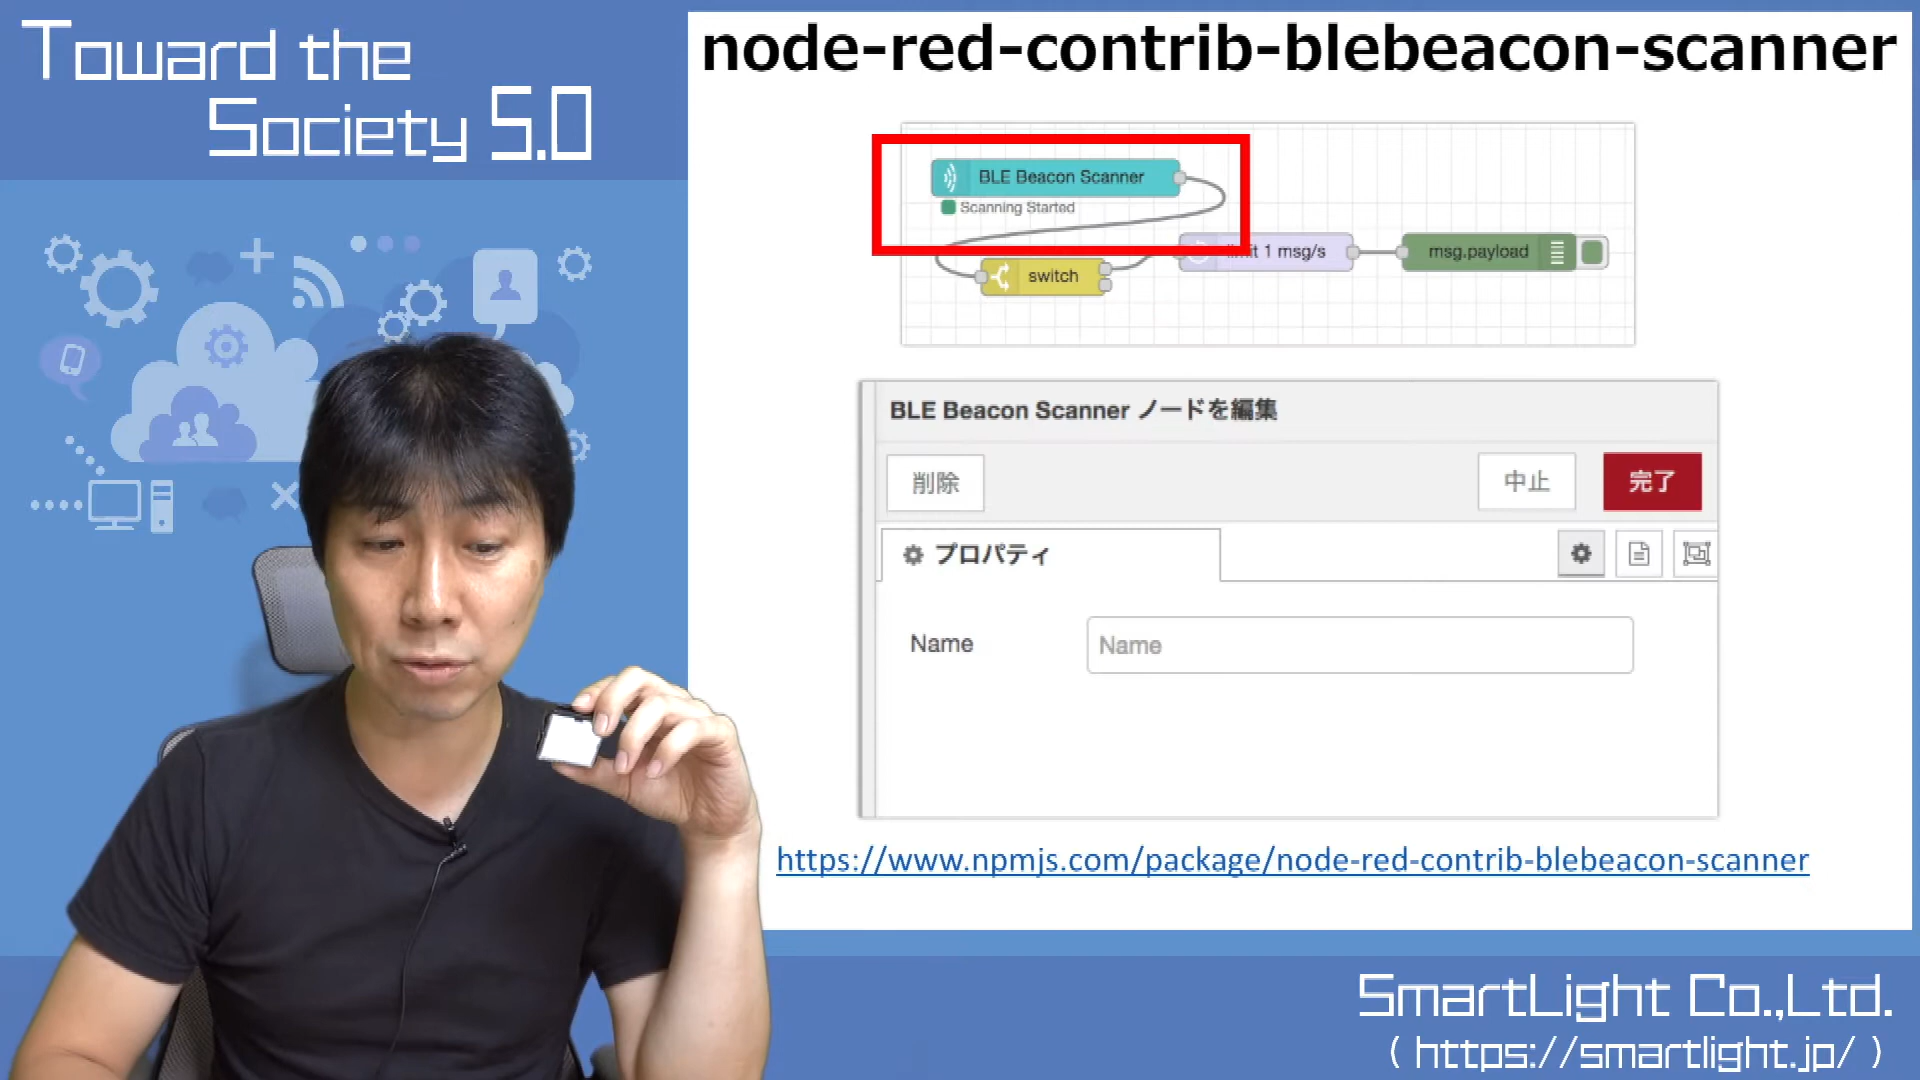 Toward the
Society 5.0
node-red-contrib-blebeacon-scanner
BLE Beacon Scanner
Scanning Started
switch
limit 1 msg/s
msg.payload
BLE Beacon Scanner ノードを編集
削除
中止
完了
プロパティ
Name
Name
https://www.npmjs.com/package/node-red-contrib-blebeacon-scanner
SmartLight Co.,Ltd.
( https://smartlight.jp/ )